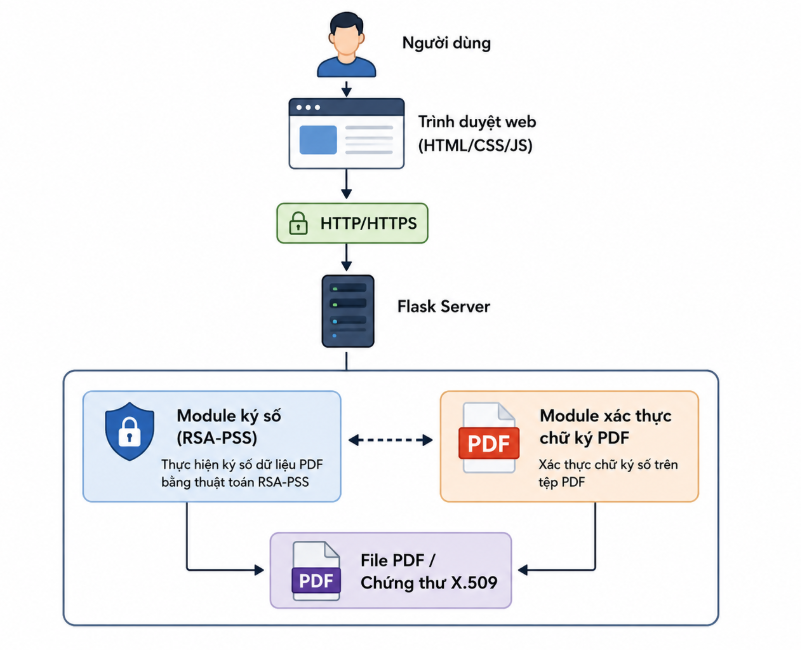 Người dùng
Trình duyệt web
(HTML/CSS/JS)
HTTP/HTTPS
Flask Server
Module ký số
(RSA-PSS)
Thực hiện ký số dữ liệu PDF
bằng thuật toán RSA-PSS
PDF
Module xác thực
chữ ký PDF
Xác thực chữ ký số trên
tệp PDF
PDF
File PDF /
Chứng thư X.509